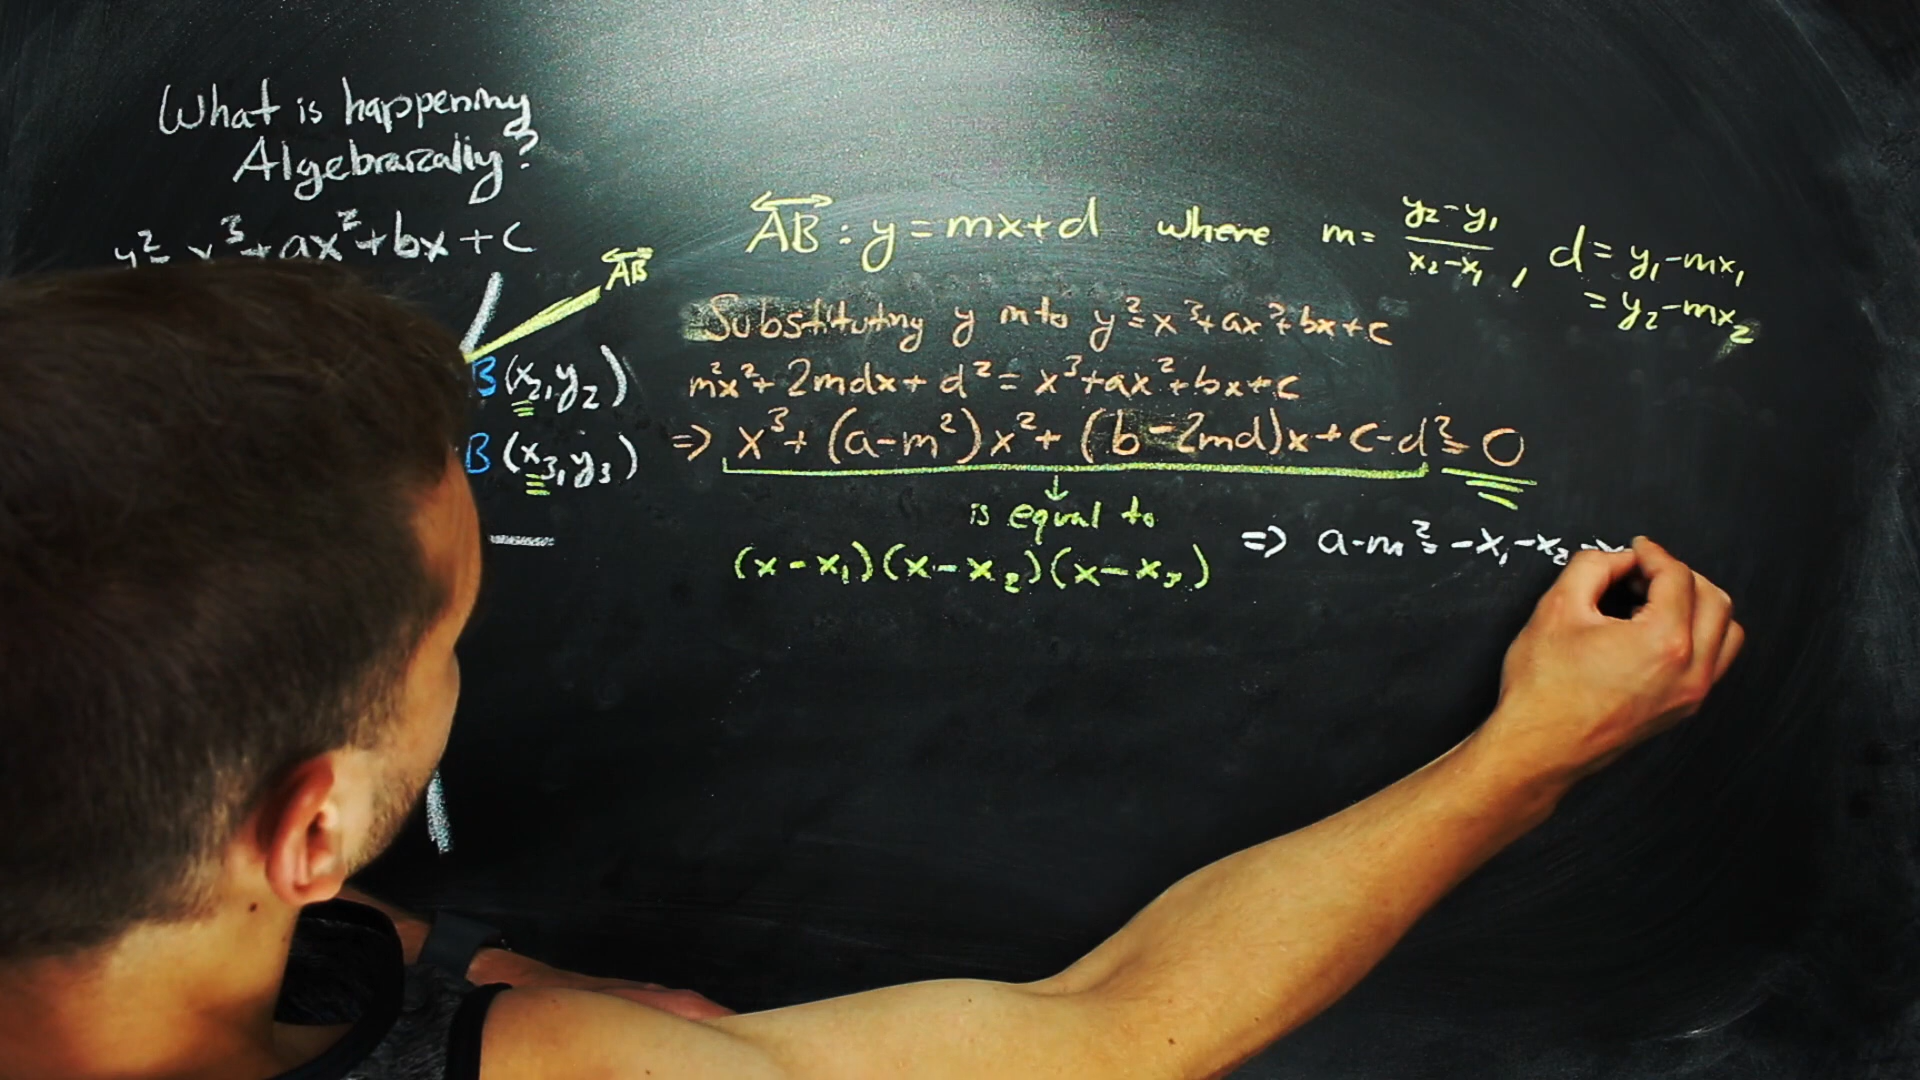 What is happening
Algebraically?
y² = x³ + ax² + bx + c
AB
B (x₂, y₂)
B (x₃, y₃)
AB : y = mx + d where m = (y₂ - y₁)/(x₂ - x₁), d = y₁ - mx₁
= y₂ - mx₂
Substituting y into y² = x³ + ax² + bx + c
m²x² + 2mdx + d² = x³ + ax² + bx + c
⇒ x³ + (a - m²)x² + (b - 2md)x + c - d² = 0
↓
is equal to
(x - x₁)(x - x₂)(x - x₃)
⇒ a - m² = -x₁ - x₂ - x